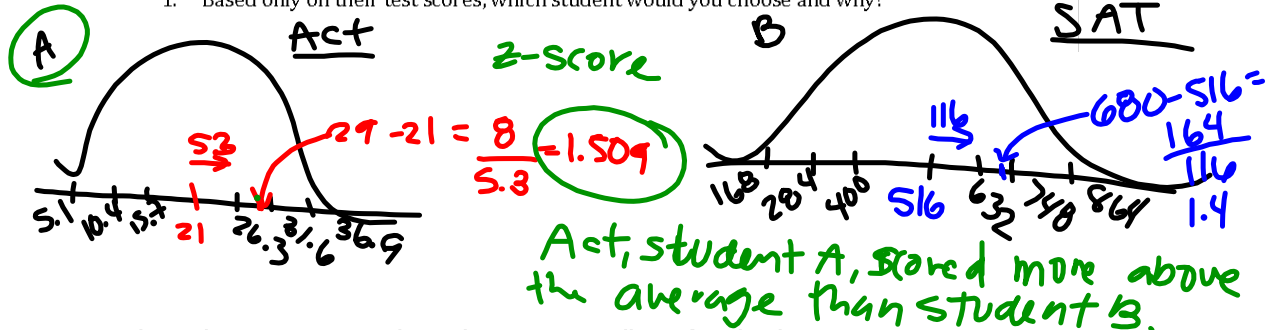 1. Based only on their test scores, which student would you choose and why?
A
Act
z-score
53
29 - 21 = 8
5.3
= 1.509
5.1 10.4 15.7 21 26.3 31.6 36.9
B
SAT
116
680 - 516 =
164
116
1.4
168 284 400 516 632 748 864
Act, student A, scored more above
the average than student B.